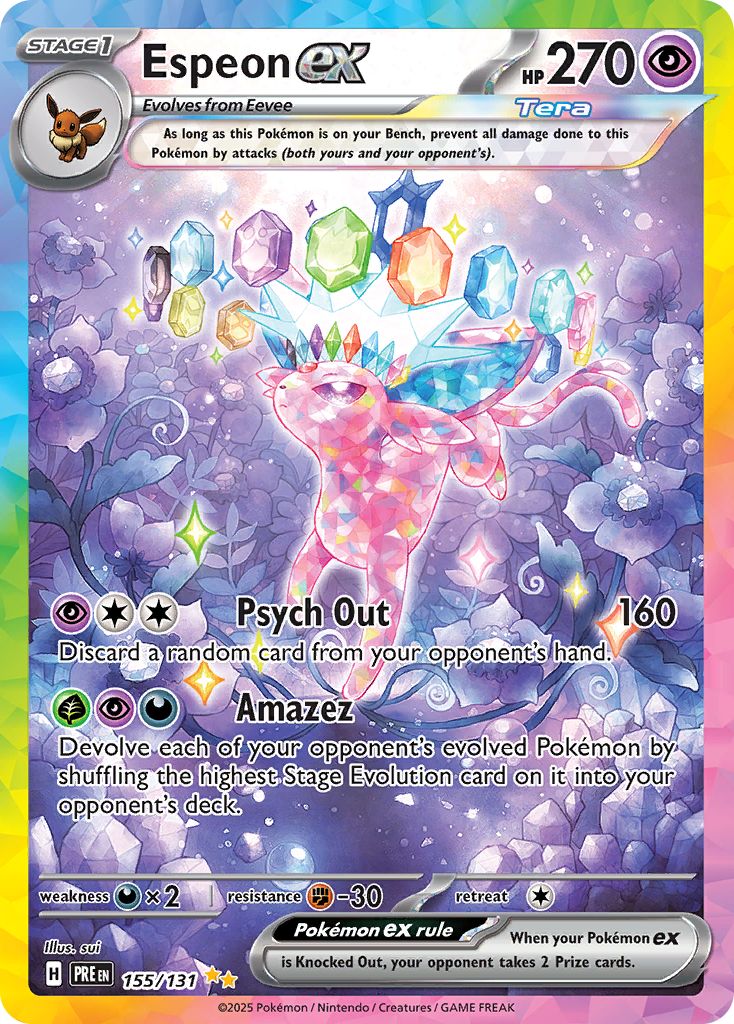 STAGE 1
Espeon ex
HP 270
Evolves from Eevee
Tera
As long as this Pokémon is on your Bench, prevent all damage done to this
Pokémon by attacks (both yours and your opponent's).
Psych Out 160
Discard a random card from your opponent's hand.
Amazez
Devolve each of your opponent's evolved Pokémon by
shuffling the highest Stage Evolution card on it into your
opponent's deck.
weakness ×2 resistance -30 retreat
Illus. sui
Pokémon ex rule
When your Pokémon ex
is Knocked Out, your opponent takes 2 Prize cards.
H PRE EN 155/131
©2025 Pokémon / Nintendo / Creatures / GAME FREAK